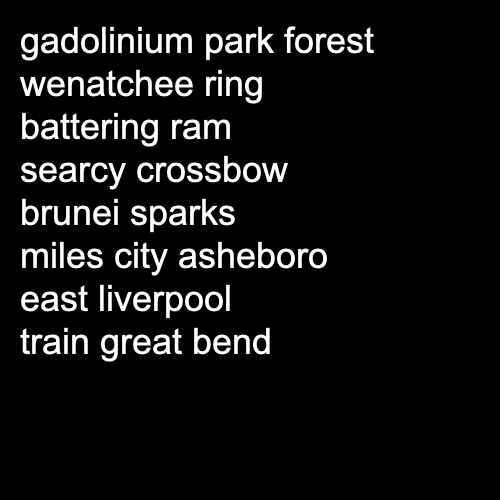 gadolinium park forest
wenatchee ring
battering ram
searcy crossbow
brunei sparks
miles city asheboro
east liverpool
train great bend